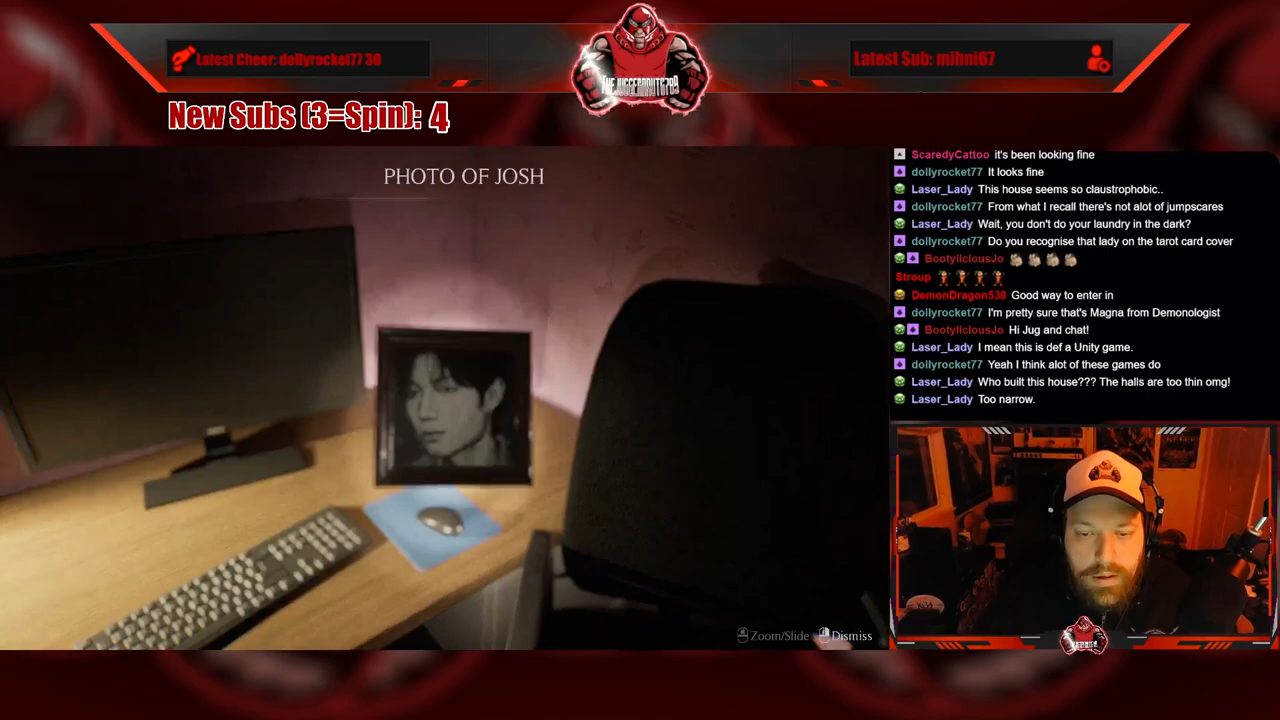 Latest Cheer: dollyrocket77 30
THEJUGGERNAUT6789
Latest Sub: mihni67
New Subs (3=Spin): 4
PHOTO OF JOSH
ScaredyCattoo it's been looking fine
dollyrocket77 It looks fine
Laser_Lady This house seems so claustrophobic..
dollyrocket77 From what I recall there's not alot of jumpscares
Laser_Lady Wait, you don't do your laundry in the dark?
dollyrocket77 Do you recognise that lady on the tarot card cover
BootyliciousJo
Stroup
DemonDragon538 Good way to enter in
dollyrocket77 I'm pretty sure that's Magna from Demonologist
BootyliciousJo Hi Jug and chat!
Laser_Lady I mean this is def a Unity game.
dollyrocket77 Yeah I think alot of these games do
Laser_Lady Who built this house??? The halls are too thin omg!
Laser_Lady Too narrow.
Zoom/Slide Dismiss